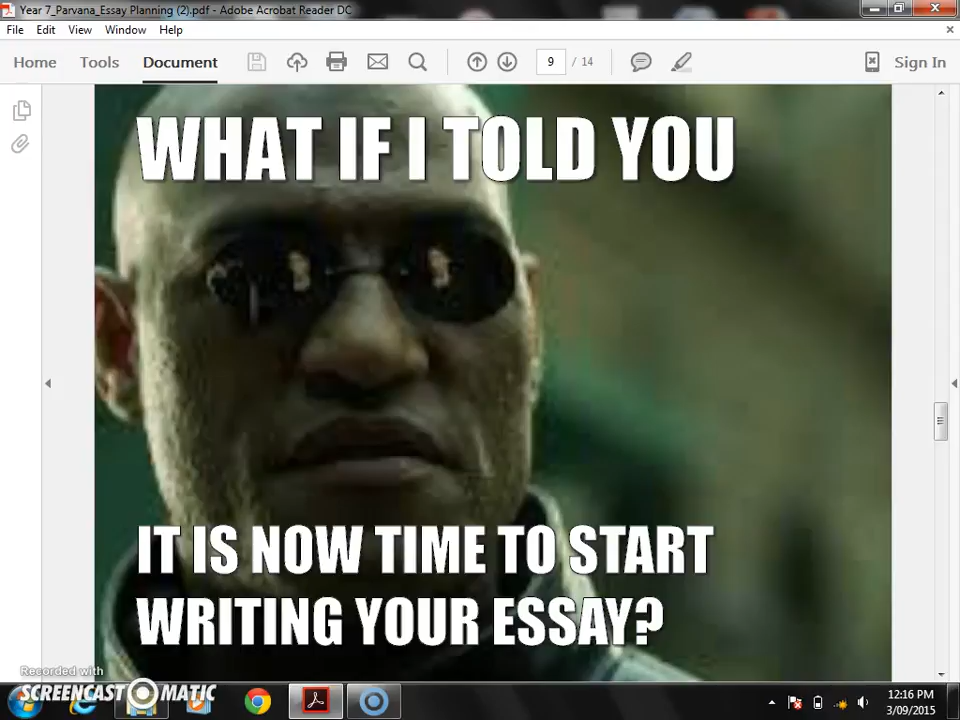 Year 7_Parvana_Essay Planning (2).pdf - Adobe Acrobat Reader DC
File Edit View Window Help
Home Tools Document 9 / 14 Sign In
WHAT IF I TOLD YOU
IT IS NOW TIME TO START
WRITING YOUR ESSAY?
Recorded with
SCREENCAST MATIC
12:16 PM
3/09/2015